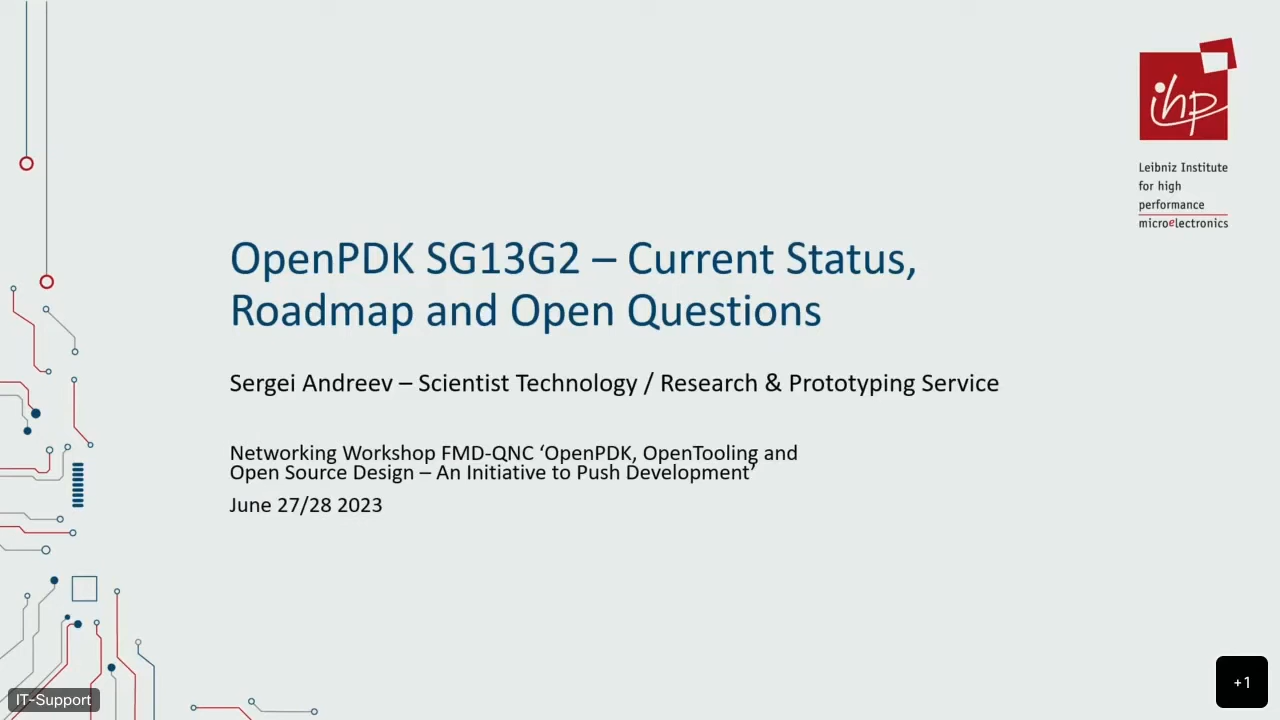 ihp
Leibniz Institute
for high
performance
microelectronics
OpenPDK SG13G2 – Current Status,
Roadmap and Open Questions
Sergei Andreev – Scientist Technology / Research & Prototyping Service
Networking Workshop FMD-QNC ‘OpenPDK, OpenTooling and
Open Source Design – An Initiative to Push Development’
June 27/28 2023
IT-Support
+1